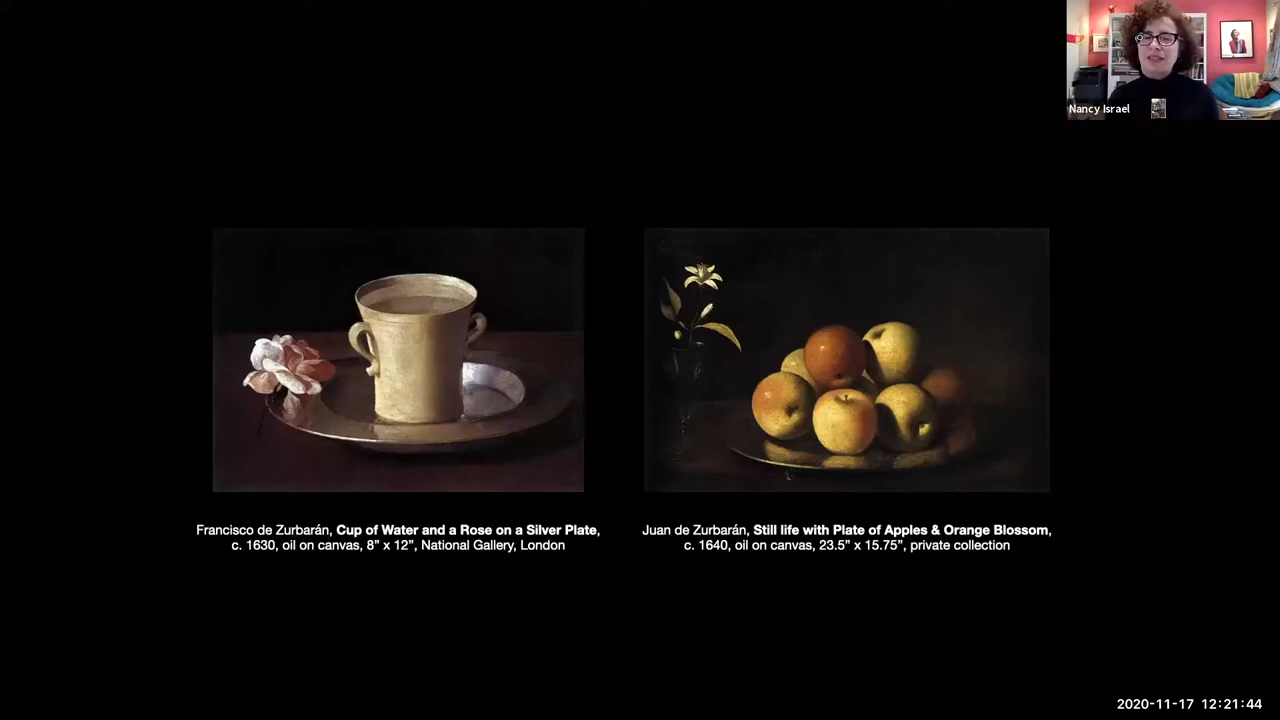 Nancy Israel
Francisco de Zurbarán, Cup of Water and a Rose on a Silver Plate,
c. 1630, oil on canvas, 8” x 12”, National Gallery, London
Juan de Zurbarán, Still life with Plate of Apples & Orange Blossom,
c. 1640, oil on canvas, 23.5” x 15.75”, private collection
2020-11-17 12:21:44